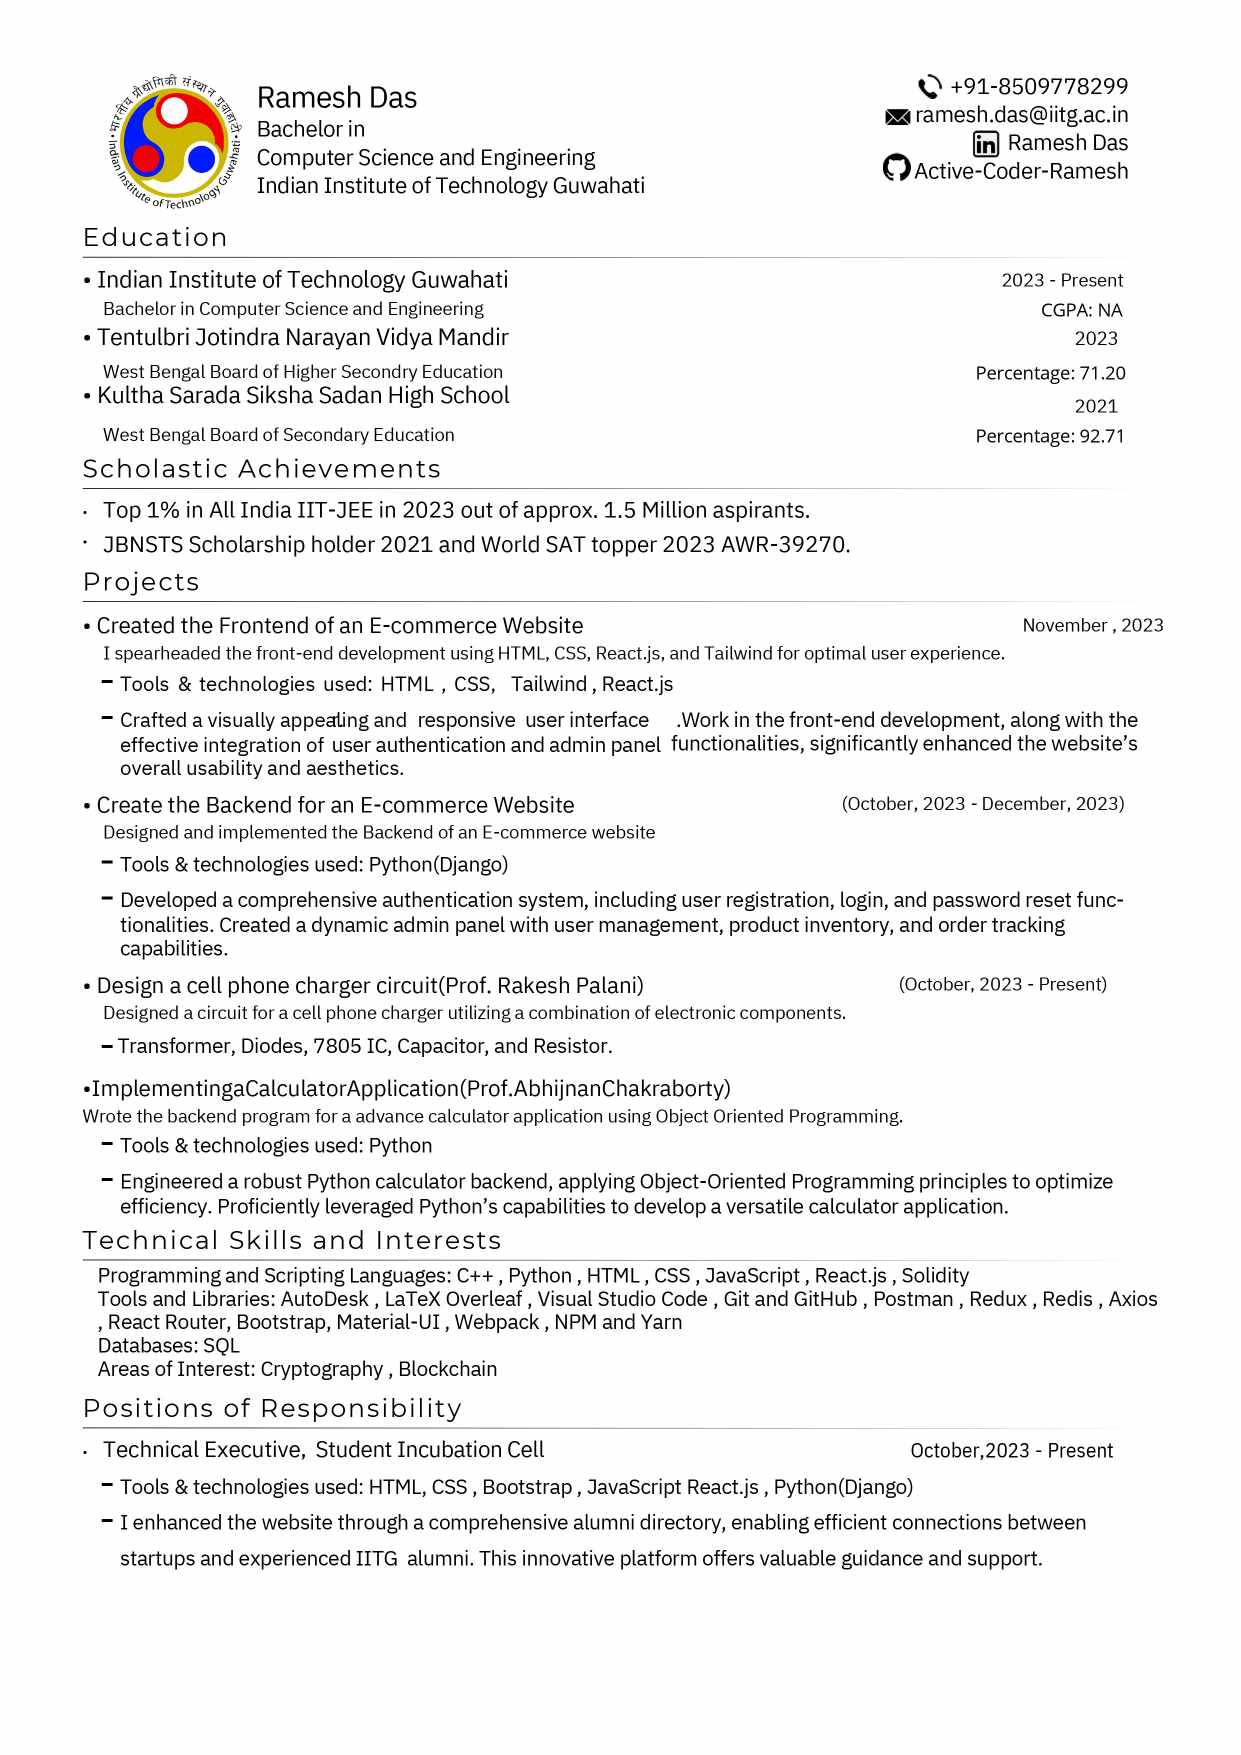 भारतीय प्रौद्योगिकी संस्थान गुवाहाटी
Indian Institute of Technology Guwahati
Ramesh Das
Bachelor in
Computer Science and Engineering
Indian Institute of Technology Guwahati
+91-8509778299
ramesh.das@iitg.ac.in
in Ramesh Das
Active-Coder-Ramesh
Education
• Indian Institute of Technology Guwahati 2023 - Present
Bachelor in Computer Science and Engineering CGPA: NA
• Tentulbri Jotindra Narayan Vidya Mandir 2023
West Bengal Board of Higher Secondry Education Percentage: 71.20
• Kultha Sarada Siksha Sadan High School 2021
West Bengal Board of Secondary Education Percentage: 92.71
Scholastic Achievements
• Top 1% in All India IIT-JEE in 2023 out of approx. 1.5 Million aspirants.
• JBNSTS Scholarship holder 2021 and World SAT topper 2023 AWR-39270.
Projects
• Created the Frontend of an E-commerce Website November , 2023
I spearheaded the front-end development using HTML, CSS, React.js, and Tailwind for optimal user experience.
– Tools & technologies used: HTML , CSS, Tailwind , React.js
– Crafted a visually appealing and responsive user interface .Work in the front-end development, along with the
effective integration of user authentication and admin panel functionalities, significantly enhanced the website’s
overall usability and aesthetics.
• Create the Backend for an E-commerce Website (October, 2023 - December, 2023)
Designed and implemented the Backend of an E-commerce website
– Tools & technologies used: Python(Django)
– Developed a comprehensive authentication system, including user registration, login, and password reset func-
tionalities. Created a dynamic admin panel with user management, product inventory, and order tracking
capabilities.
• Design a cell phone charger circuit(Prof. Rakesh Palani) (October, 2023 - Present)
Designed a circuit for a cell phone charger utilizing a combination of electronic components.
– Transformer, Diodes, 7805 IC, Capacitor, and Resistor.
•ImplementingaCalculatorApplication(Prof.AbhijnanChakraborty)
Wrote the backend program for a advance calculator application using Object Oriented Programming.
– Tools & technologies used: Python
– Engineered a robust Python calculator backend, applying Object-Oriented Programming principles to optimize
efficiency. Proficiently leveraged Python’s capabilities to develop a versatile calculator application.
Technical Skills and Interests
Programming and Scripting Languages: C++ , Python , HTML , CSS , JavaScript , React.js , Solidity
Tools and Libraries: AutoDesk , LaTeX Overleaf , Visual Studio Code , Git and GitHub , Postman , Redux , Redis , Axios
, React Router, Bootstrap, Material-UI , Webpack , NPM and Yarn
Databases: SQL
Areas of Interest: Cryptography , Blockchain
Positions of Responsibility
• Technical Executive, Student Incubation Cell October,2023 - Present
– Tools & technologies used: HTML, CSS , Bootstrap , JavaScript React.js , Python(Django)
– I enhanced the website through a comprehensive alumni directory, enabling efficient connections between
startups and experienced IITG alumni. This innovative platform offers valuable guidance and support.